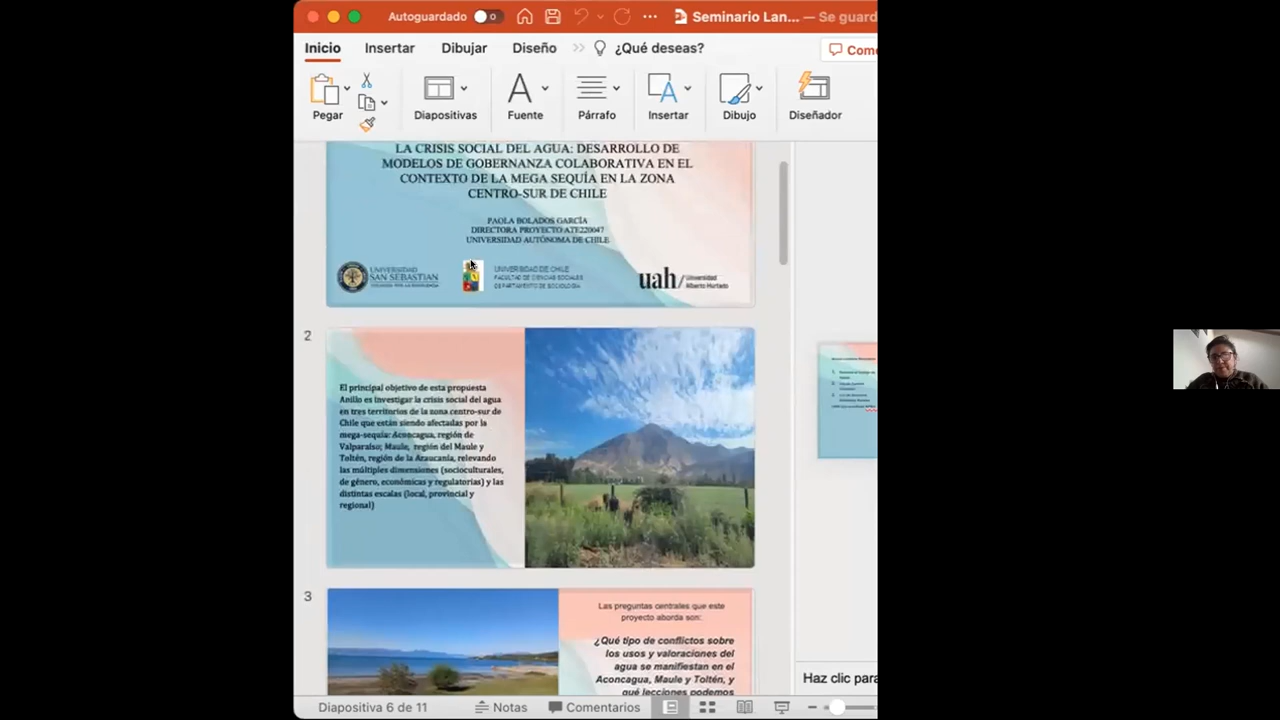 Autoguardado
Seminario Lan... — Se guard
Inicio Insertar Dibujar Diseño ¿Qué deseas?
Com
Pegar Diapositivas Fuente Párrafo Insertar Dibujo Diseñador
LA CRISIS SOCIAL DEL AGUA: DESARROLLO DE
MODELOS DE GOBERNANZA COLABORATIVA EN EL
CONTEXTO DE LA MEGA SEQUÍA EN LA ZONA
CENTRO-SUR DE CHILE
PAOLA BOLADOS GARCÍA
DIRECTORA PROYECTO ATE220047
UNIVERSIDAD AUTÓNOMA DE CHILE
UNIVERSIDAD
SAN SEBASTIAN
UNIVERSIDAD DE CHILE
FACULTAD DE CIENCIAS SOCIALES
DEPARTAMENTO DE SOCIOLOGÍA
uah/ Universidad
Alberto Hurtado
2
El principal objetivo de esta propuesta
Anillo es investigar la crisis social del agua
en tres territorios de la zona centro-sur de
Chile que están siendo afectadas por la
mega-sequía: Aconcagua, región de
Valparaíso; Maule, región del Maule y
Toltén, región de la Araucanía, relevando
las múltiples dimensiones (socioculturales,
de género, económicas y regulatorias) y las
distintas escalas (local, provincial y
regional)
3
Las preguntas centrales que este
proyecto aborda son:
¿Qué tipo de conflictos sobre
los usos y valoraciones del
agua se manifiestan en el
Aconcagua, Maule y Toltén, y
qué lecciones podemos
Haz clic para
Diapositiva 6 de 11 Notas Comentarios